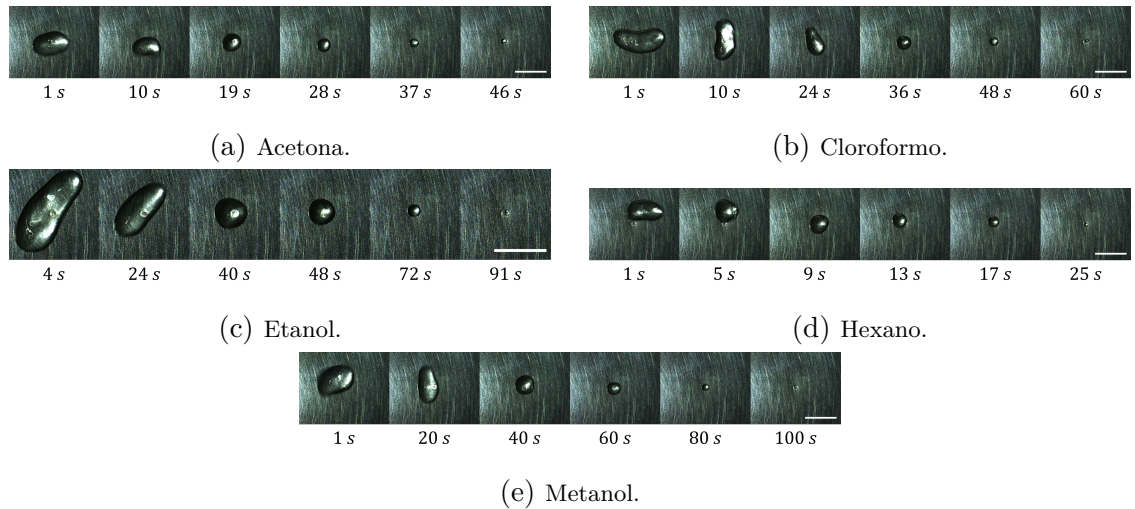 1 s 10 s 19 s 28 s 37 s 46 s
(a) Acetona.
1 s 10 s 24 s 36 s 48 s 60 s
(b) Cloroformo.
4 s 24 s 40 s 48 s 72 s 91 s
(c) Etanol.
1 s 5 s 9 s 13 s 17 s 25 s
(d) Hexano.
1 s 20 s 40 s 60 s 80 s 100 s
(e) Metanol.